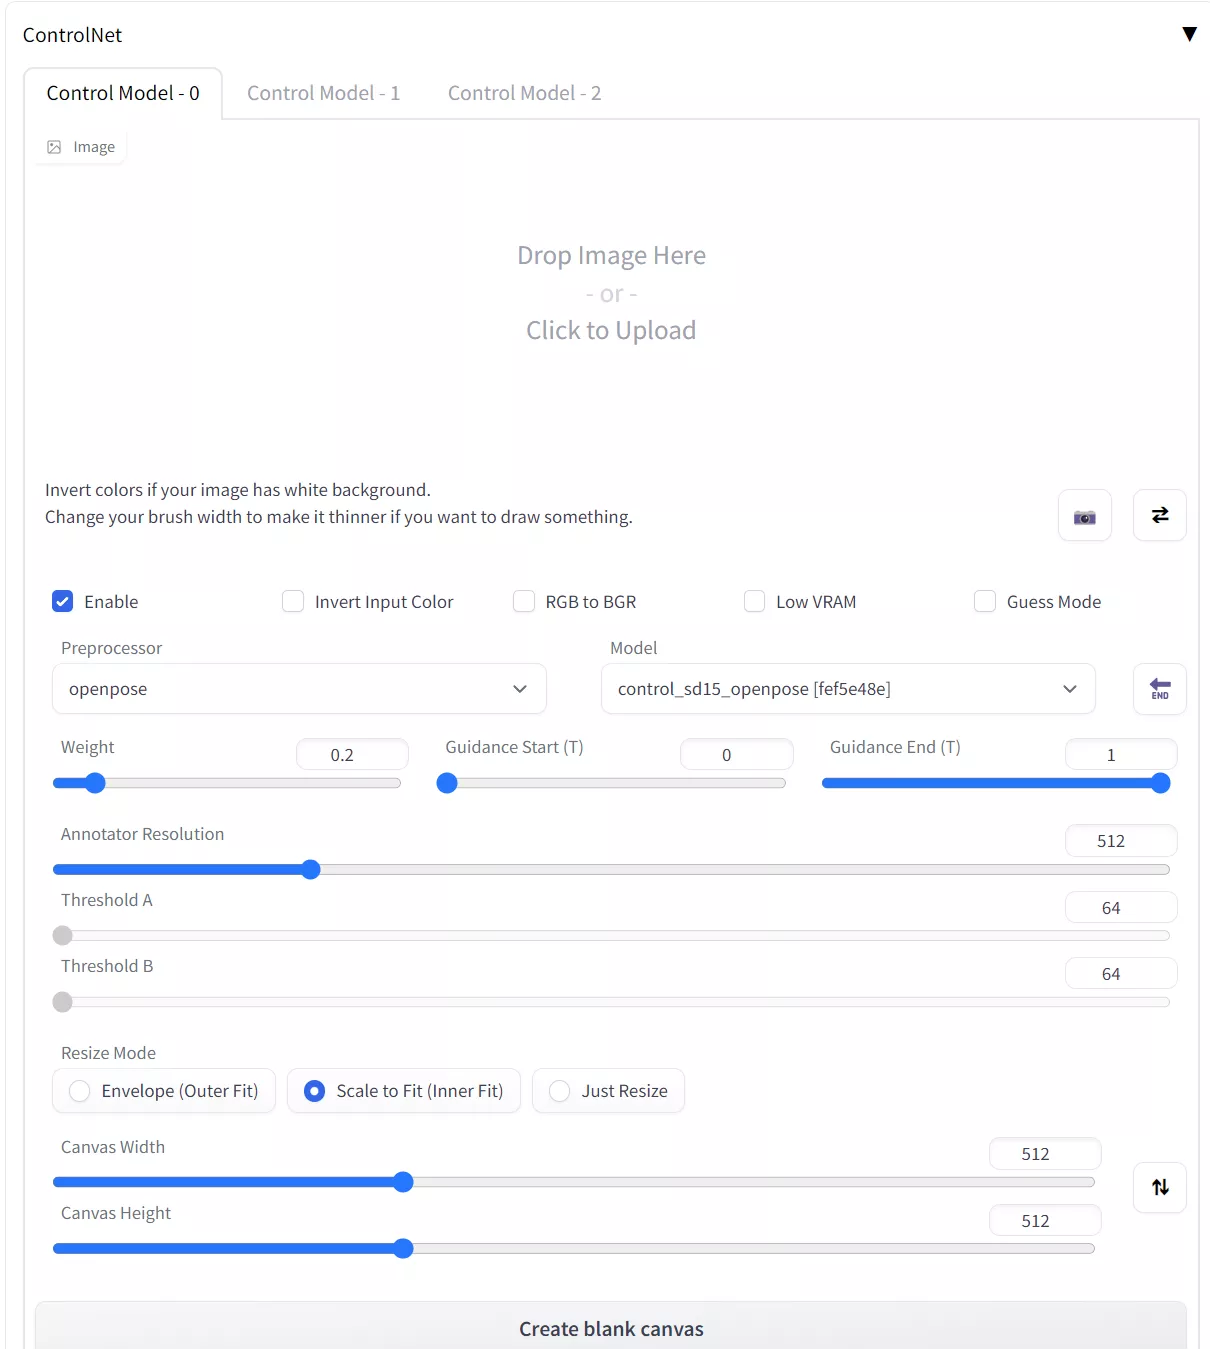 ControlNet ▼
Control Model - 0 Control Model - 1 Control Model - 2
Image
Drop Image Here
- or -
Click to Upload
Invert colors if your image has white background.
Change your brush width to make it thinner if you want to draw something.
Enable Invert Input Color RGB to BGR Low VRAM Guess Mode
Preprocessor Model
openpose control_sd15_openpose [fef5e48e] END
Weight 0.2 Guidance Start (T) 0 Guidance End (T) 1
Annotator Resolution 512
Threshold A 64
Threshold B 64
Resize Mode
Envelope (Outer Fit) Scale to Fit (Inner Fit) Just Resize
Canvas Width 512
Canvas Height 512
Create blank canvas